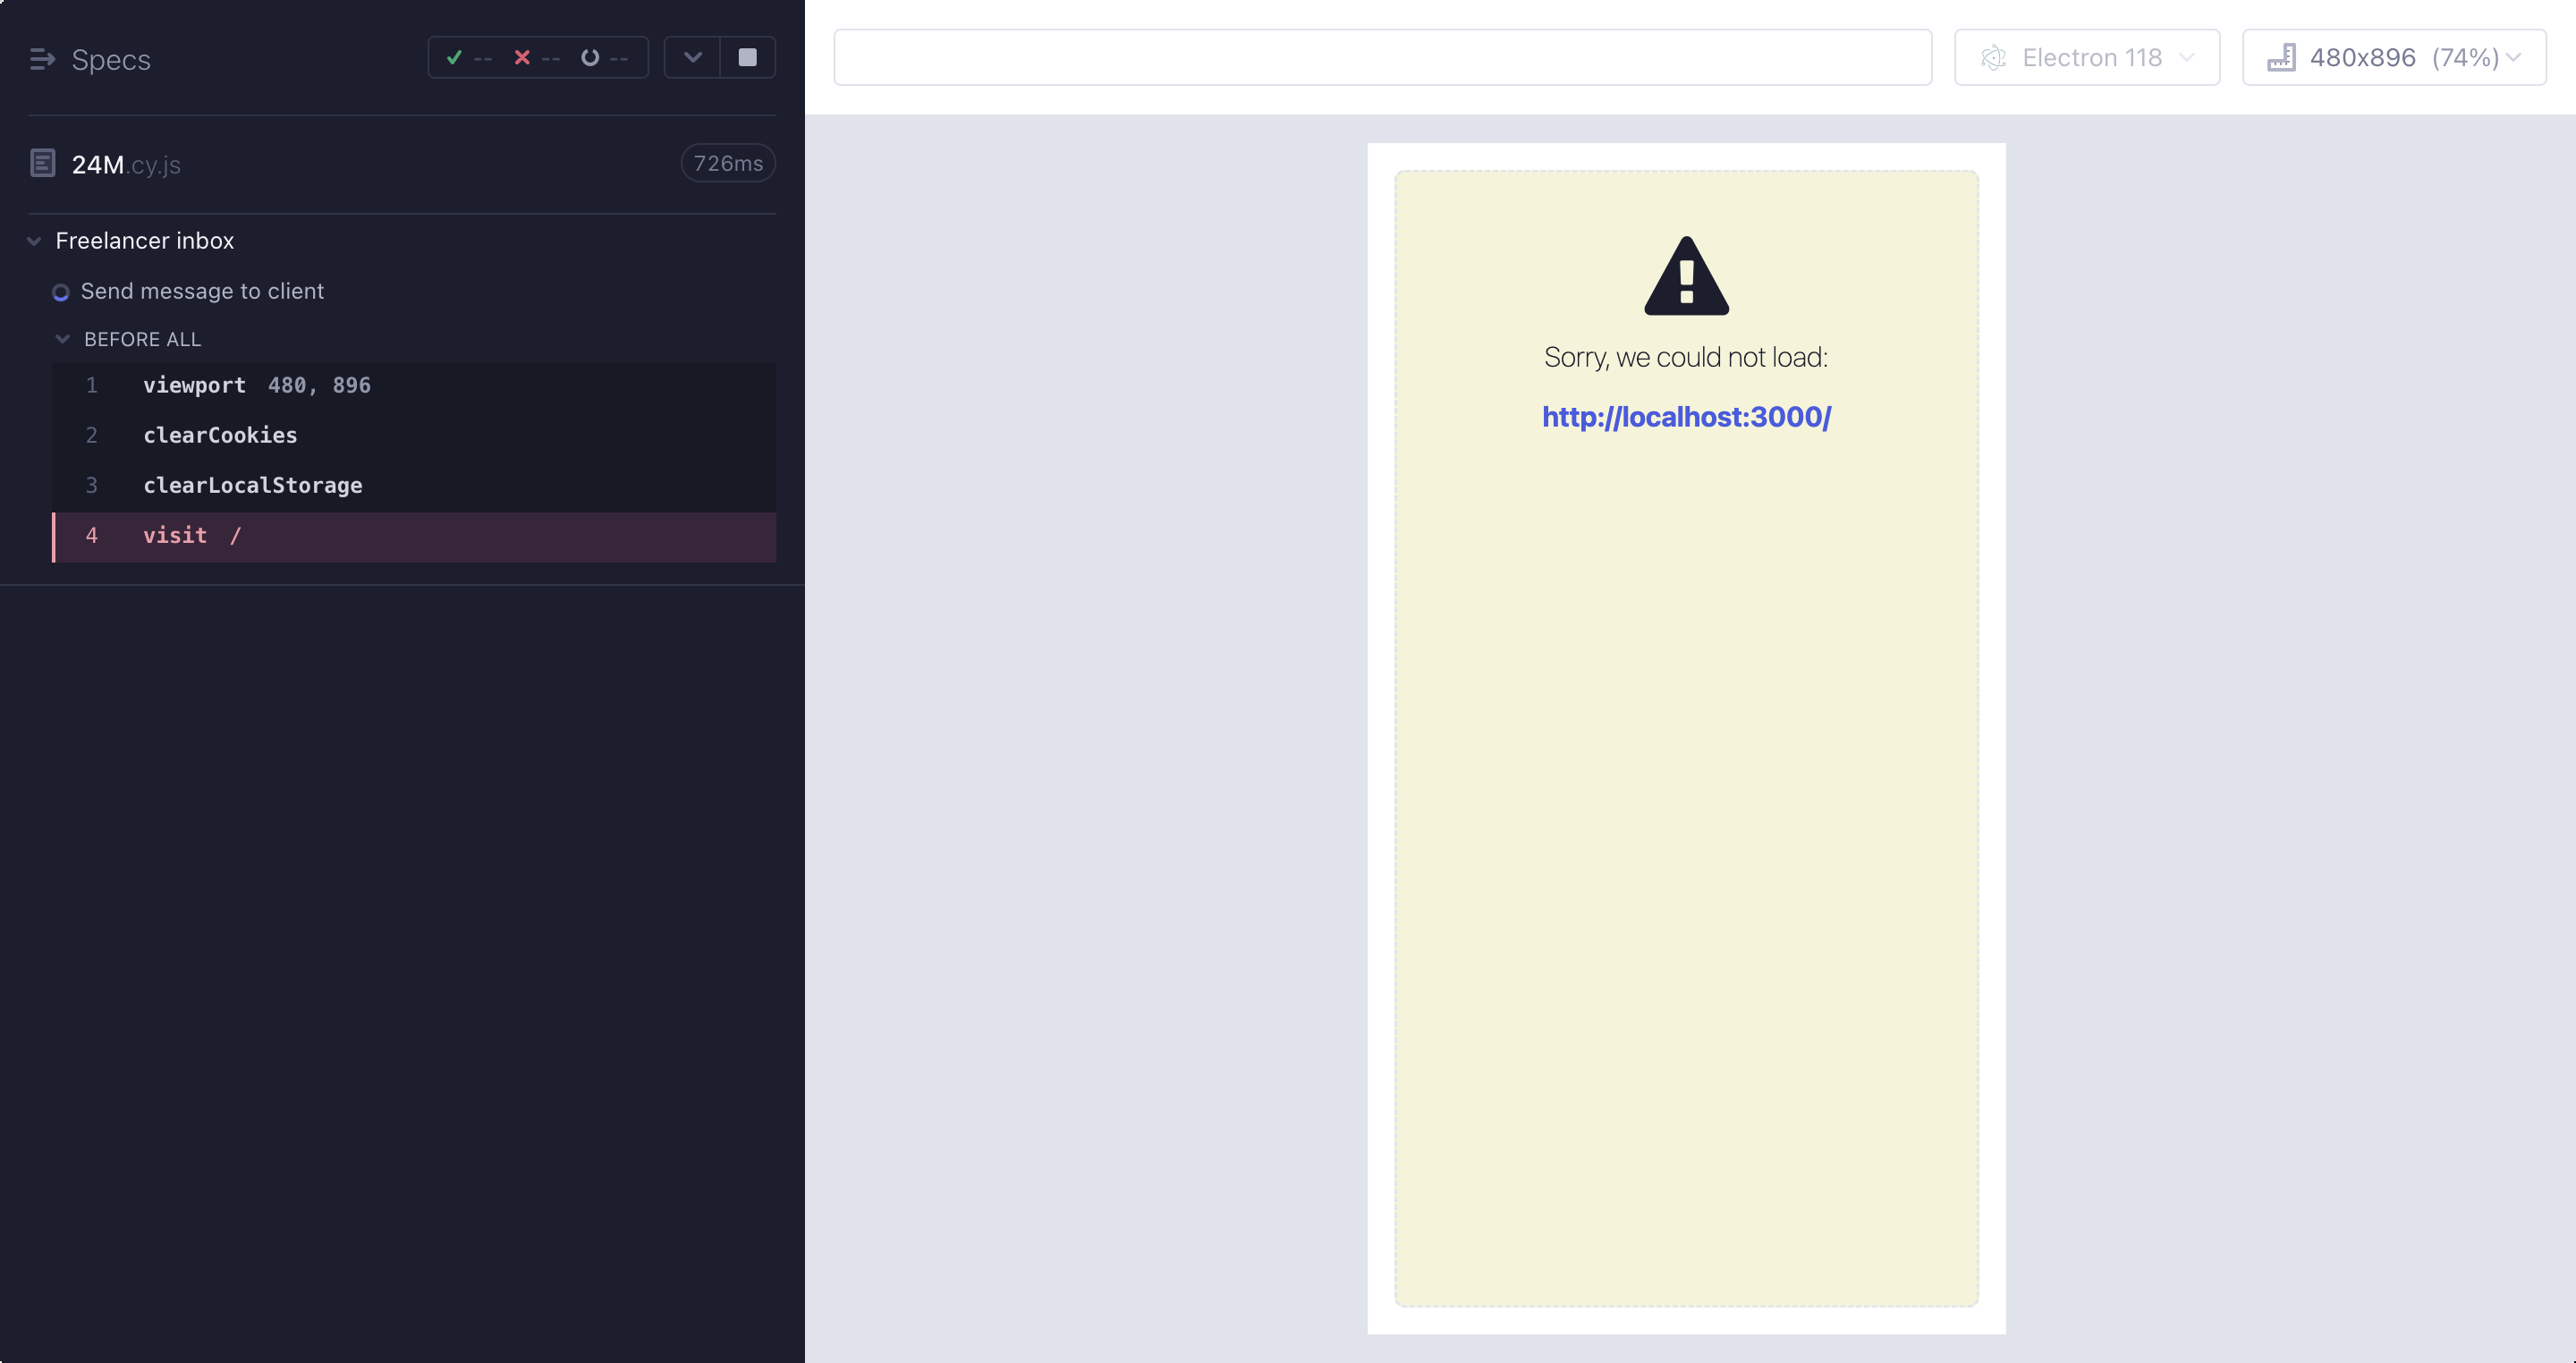 Specs
-- -- --
24M.cy.js
726ms
Freelancer inbox
Send message to client
BEFORE ALL
1 viewport 480, 896
2 clearCookies
3 clearLocalStorage
4 visit /
Electron 118
480x896 (74%)
Sorry, we could not load:
http://localhost:3000/